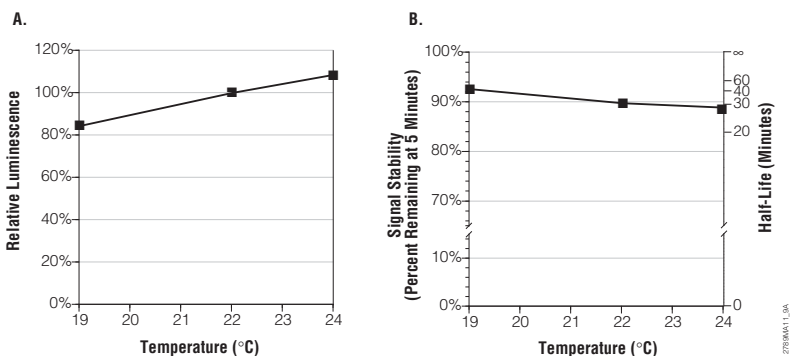 A.
120%
100%
80%
60%
40%
20%
0%
Relative Luminescence
19 20 21 22 23 24
Temperature (°C)
B.
100%
90%
80%
70%
10%
0%
Signal Stability
(Percent Remaining at 5 Minutes)
∞
60
40
30
20
0
Half-Life (Minutes)
19 20 21 22 23 24
Temperature (°C)
2789MA11_9A